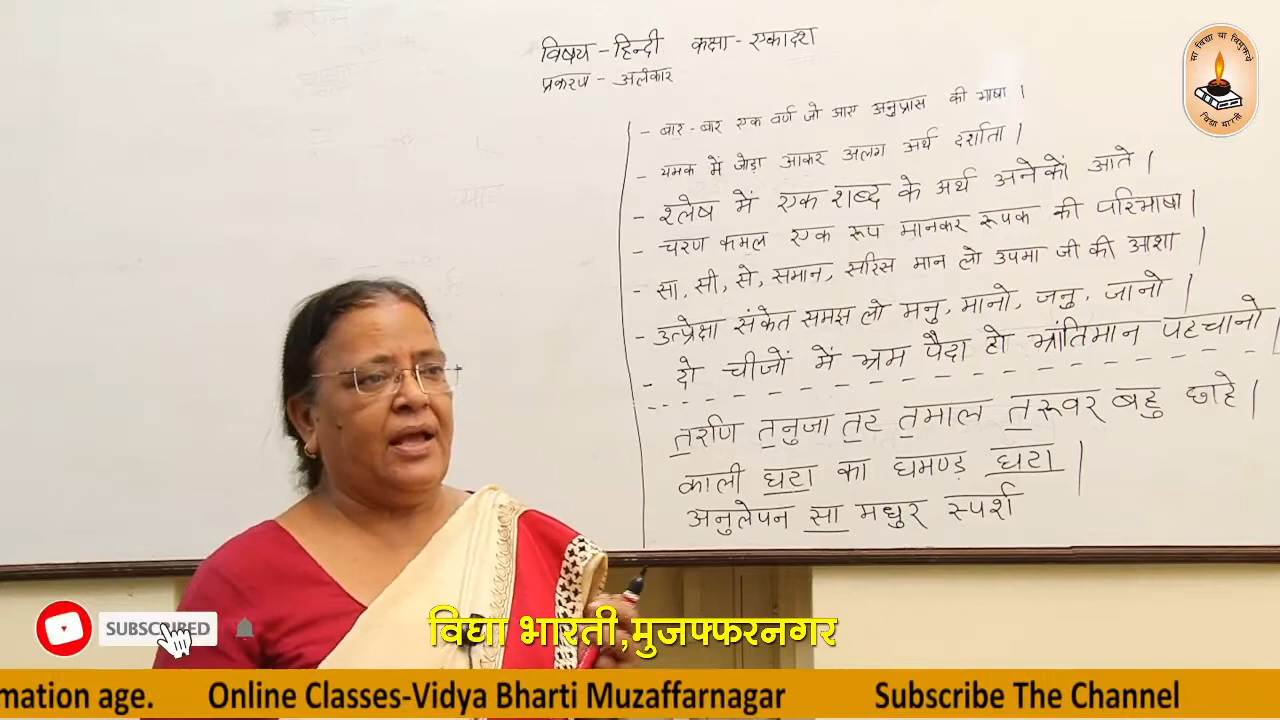 विषय - हिन्दी कक्षा - एकादश
प्रकरण - अलंकार
- बार-बार एक वर्ण जो आए अनुप्रास की भाषा ।
- यमक में जोड़ा आकर अलग अर्थ दर्शाता ।
- श्लेष में एक शब्द के अर्थ अनेकों आते ।
- चरण कमल एक रूप मानकर रूपक की परिभाषा ।
- सा, सी, से, समान, सरिस मान लो उपमा जी की आशा ।
- उत्प्रेक्षा संकेत समझ लो मनु, मानो, जनु, जानो ।
- दो चीजों में भ्रम पैदा हो भ्रांतिमान पहचानो ।
तरणि तनुजा तट तमाल तरूवर बहु छाहे ।
काली घटा का घमण्ड़ घटा ।
अनुलेपन सा मधुर स्पर्श
सा विद्या या विमुक्तये
विद्या भारती
SUBSCRIBED
विघा भारती,मुजफ्फरनगर
mation age. Online Classes-Vidya Bharti Muzaffarnagar Subscribe The Channel